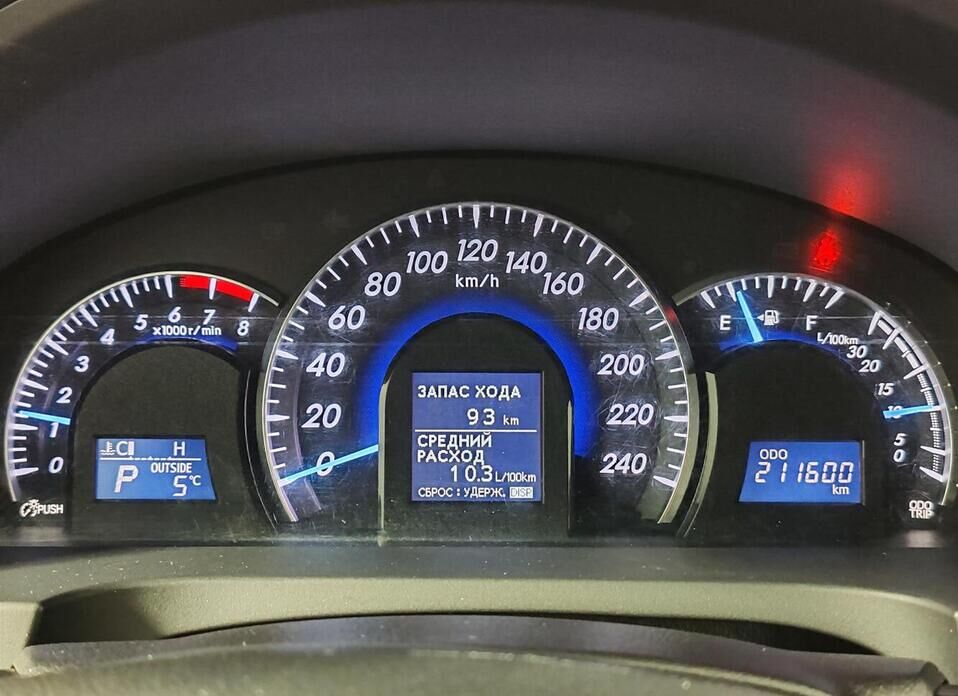 0
1
2
3
4
5
6
7
8
x1000r/min
C H
P OUTSIDE
5°C
PUSH
0
20
40
60
80
100
120
140
160
180
200
220
240
km/h
ЗАПАС ХОДА
93 km
СРЕДНИЙ
РАСХОД
10.3 L/100km
СБРОС : УДЕРЖ. DISP
E F
L/100km
30
20
15
10
5
0
ODO
211600
km
ODO
TRIP